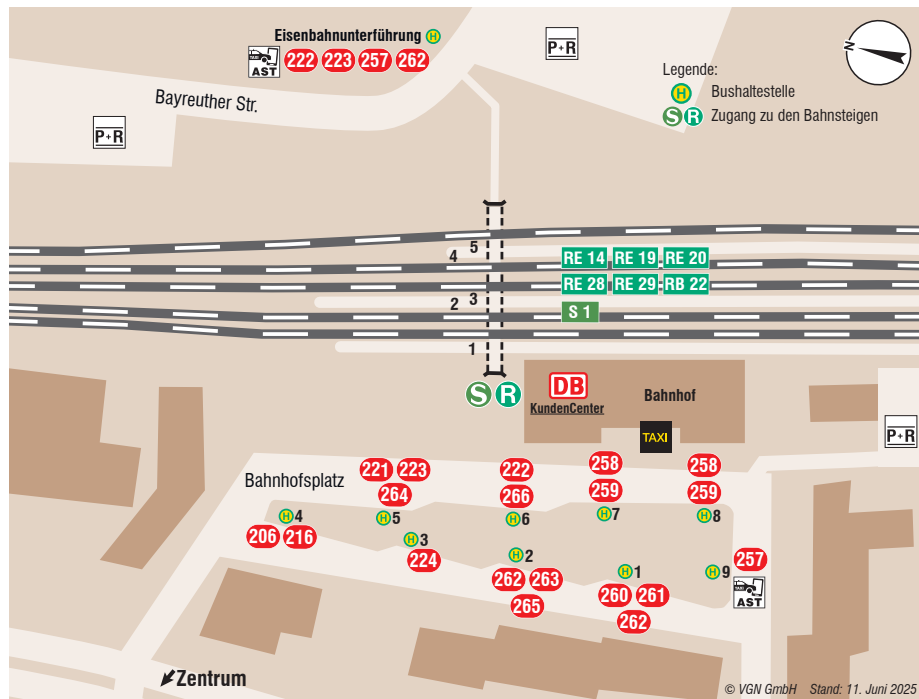 Eisenbahnunterführung H
AST 222 223 257 262
P+R
N
Legende:
H Bushaltestelle
S R Zugang zu den Bahnsteigen
Bayreuther Str.
P+R
5
4
RE 14 RE 19 RE 20
RE 28 RE 29 RB 22
3
2
S 1
1
S R
DB
KundenCenter
Bahnhof
TAXI
P+R
Bahnhofsplatz
221 223
264
222
266
258
259
258
259
H 4
H 5
H 6
H 7
H 8
206 216
H 3
224
H 2
262 263
265
H 1
260 261
262
H 9
257
AST
Zentrum
© VGN GmbH Stand: 11. Juni 2025